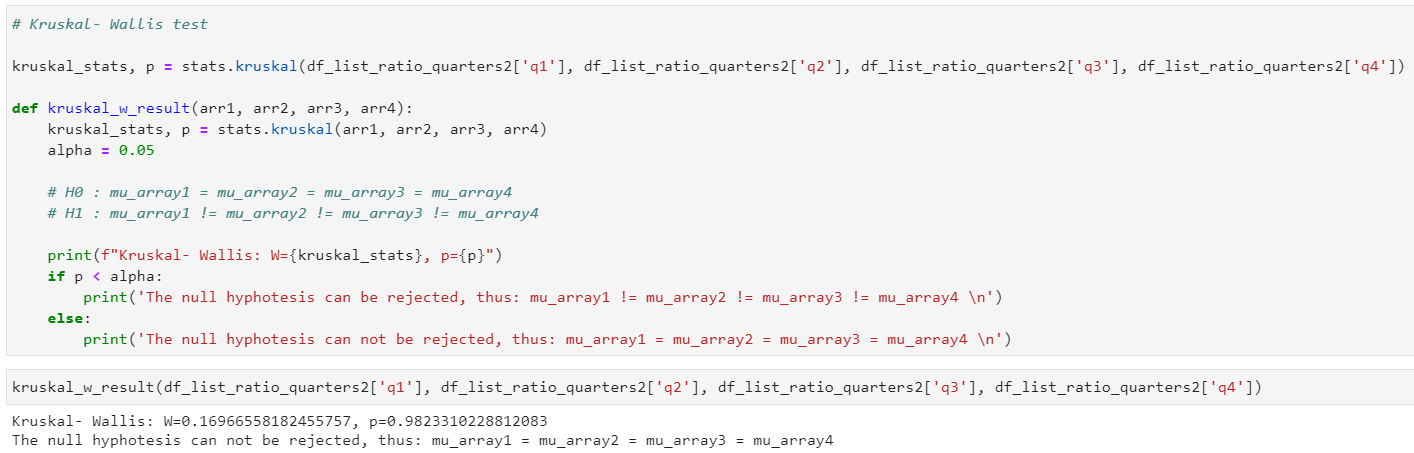 # Kruskal- Wallis test
kruskal_stats, p = stats.kruskal(df_list_ratio_quarters2['q1'], df_list_ratio_quarters2['q2'], df_list_ratio_quarters2['q3'], df_list_ratio_quarters2['q4'])
def kruskal_w_result(arr1, arr2, arr3, arr4):
    kruskal_stats, p = stats.kruskal(arr1, arr2, arr3, arr4)
    alpha = 0.05
    # H0 : mu_array1 = mu_array2 = mu_array3 = mu_array4
    # H1 : mu_array1 != mu_array2 != mu_array3 != mu_array4
    print(f"Kruskal- Wallis: W={kruskal_stats}, p={p}")
    if p < alpha:
        print('The null hyphotesis can be rejected, thus: mu_array1 != mu_array2 != mu_array3 != mu_array4 \n')
    else:
        print('The null hyphotesis can not be rejected, thus: mu_array1 = mu_array2 = mu_array3 = mu_array4 \n')
kruskal_w_result(df_list_ratio_quarters2['q1'], df_list_ratio_quarters2['q2'], df_list_ratio_quarters2['q3'], df_list_ratio_quarters2['q4'])
Kruskal- Wallis: W=0.16966558182455757, p=0.9823310228812083
The null hyphotesis can not be rejected, thus: mu_array1 = mu_array2 = mu_array3 = mu_array4